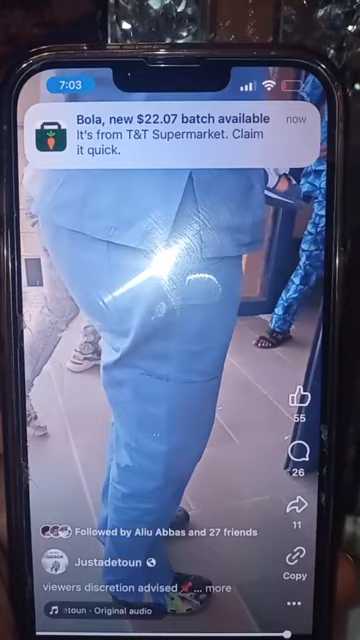 7:03
Bola, new $22.07 batch available
now
It's from T&T Supermarket. Claim
it quick.
55
26
11
Copy
Followed by Aliu Abbas and 27 friends
Justadetoun
viewers discretion advised 📌... more
etoun · Original audio